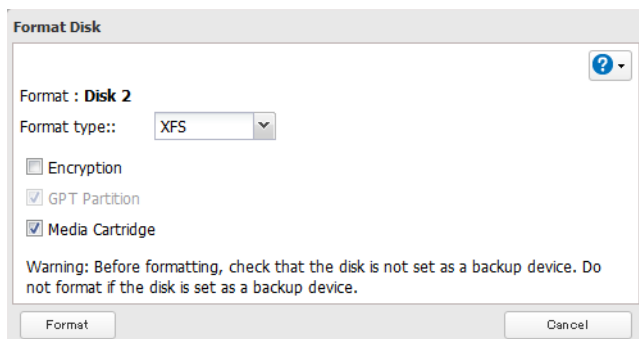 Format Disk
?
Format : Disk 2
Format type:: XFS
Encryption
GPT Partition
Media Cartridge
Warning: Before formatting, check that the disk is not set as a backup device. Do
not format if the disk is set as a backup device.
Format Cancel